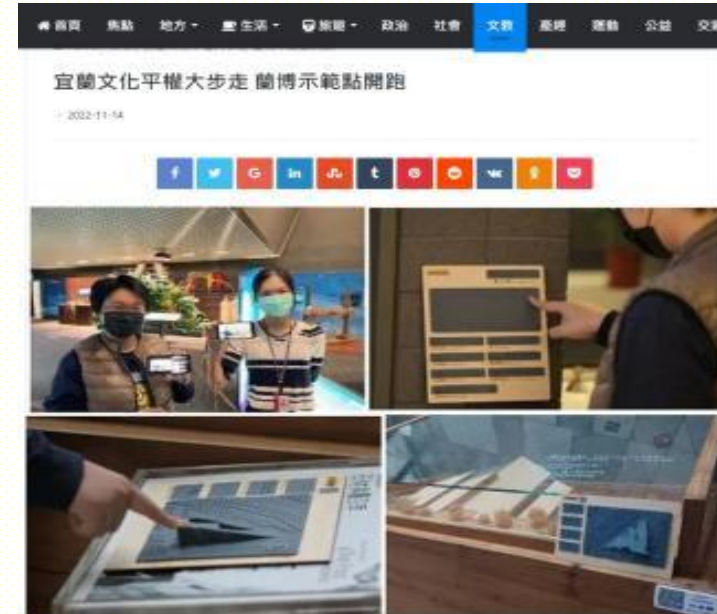 首頁 焦點 地方 生活 旅遊 政治 社會 文教 產經 運動 公益
宜蘭文化平權大步走 蘭博示範點開跑
2022-11-14
f G in t